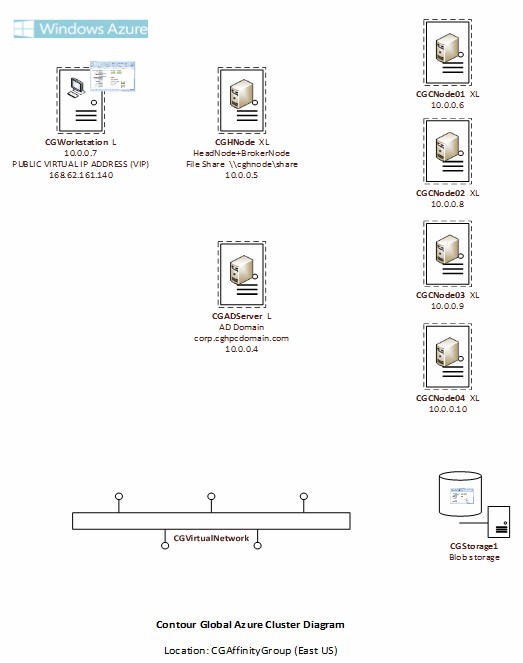 Windows Azure
CGWorkstation L
10.0.0.7
PUBLIC VIRTUAL IP ADDRESS (VIP)
168.62.161.140
CGHNode XL
HeadNode+BrokerNode
File Share \\cghnode\share
10.0.0.5
CGCNode01 XL
10.0.0.6
CGCNode02 XL
10.0.0.8
CGCNode03 XL
10.0.0.9
CGCNode04 XL
10.0.0.10
CGADServer L
AD Domain
corp.cghpcdomain.com
10.0.0.4
CGVirtualNetwork
CGStorage1
Blob storage
Contour Global Azure Cluster Diagram
Location: CGAffinityGroup (East US)